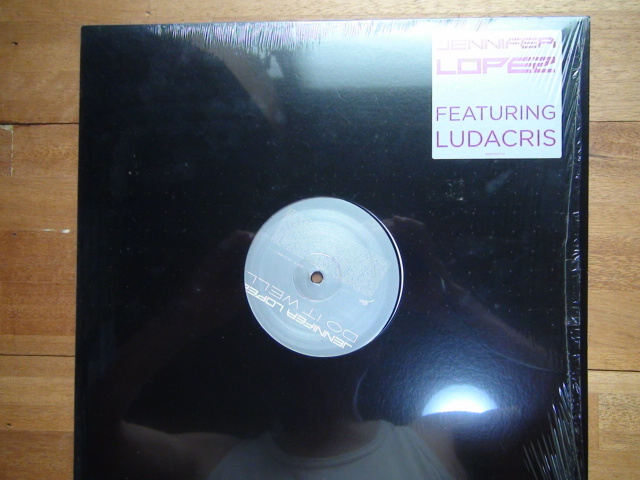 JENNIFER
LOPEZ
FEATURING
LUDACRIS
JENNIFER LOPEZ
DO IT WELL